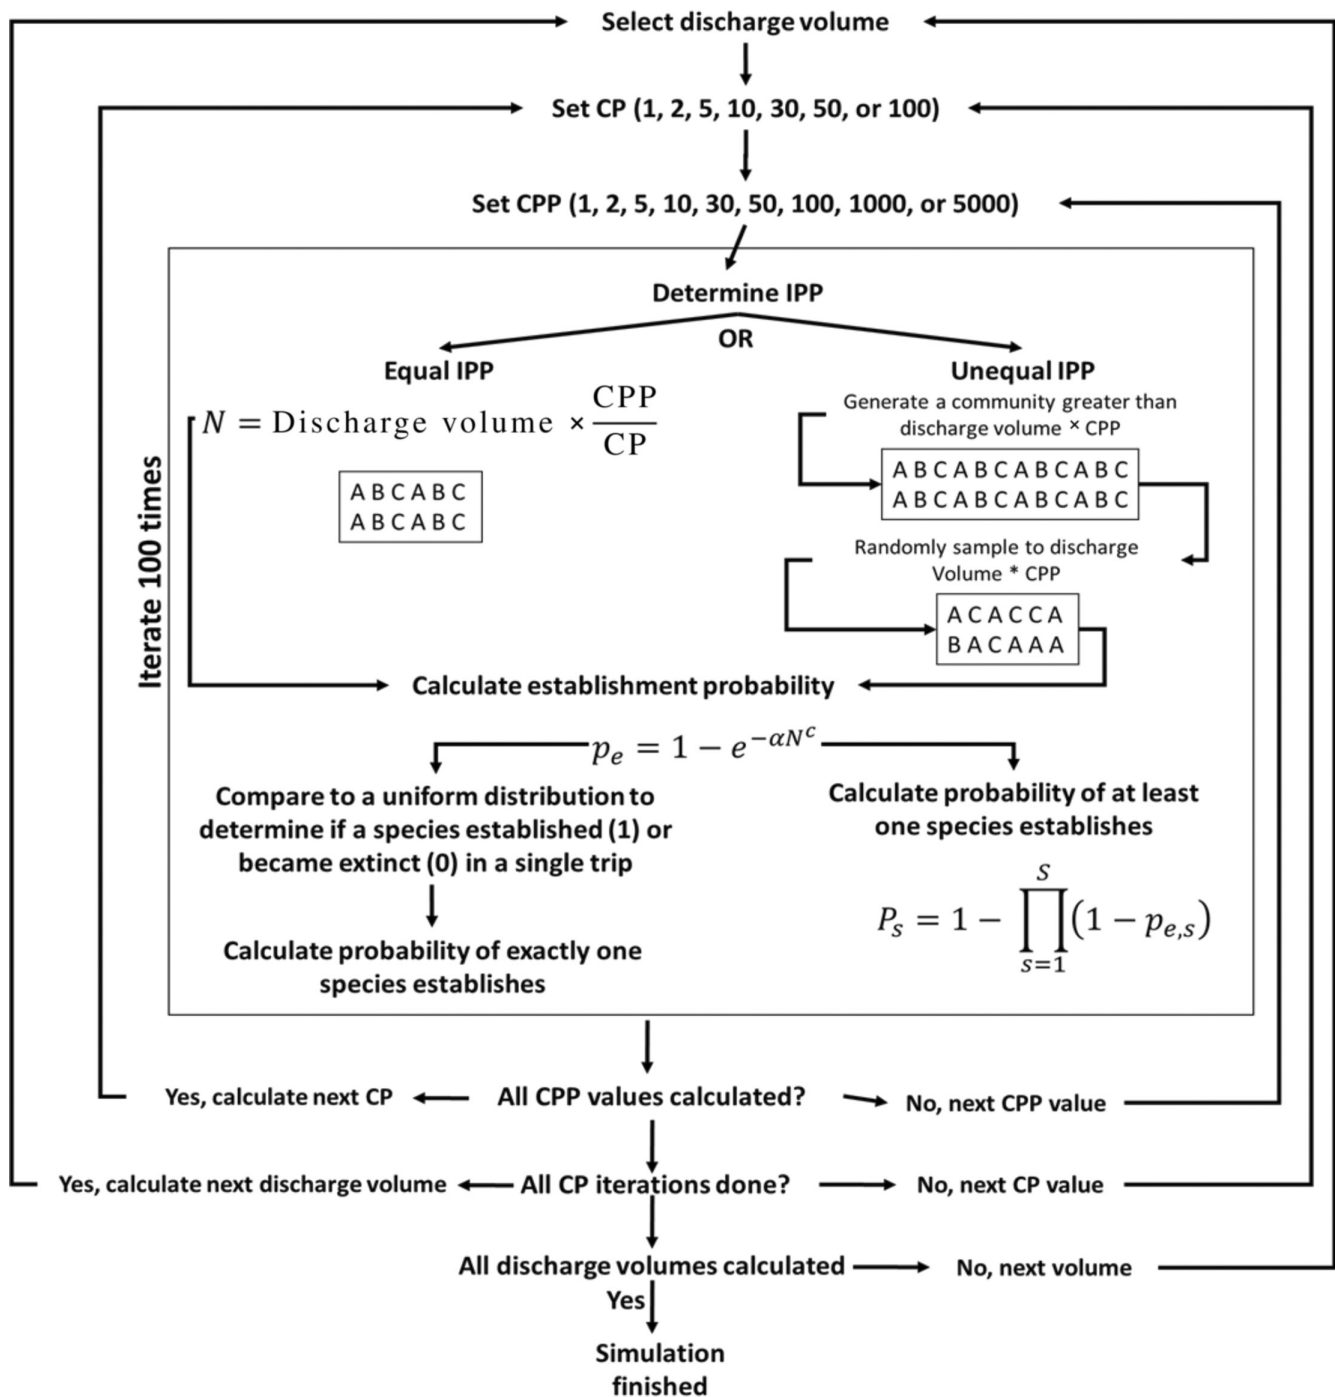 Select discharge volume
Set CP (1, 2, 5, 10, 30, 50, or 100)
Set CPP (1, 2, 5, 10, 30, 50, 100, 1000, or 5000)
Iterate 100 times
Determine IPP
OR
Equal IPP
N = Discharge volume × CPP/CP
A B C A B C
A B C A B C
Unequal IPP
Generate a community greater than
discharge volume × CPP
A B C A B C A B C A B C
A B C A B C A B C A B C
Randomly sample to discharge
Volume * CPP
A C A C C A
B A C A A A
Calculate establishment probability
p_e = 1 − e^{−αN^c}
Compare to a uniform distribution to
determine if a species established (1) or
became extinct (0) in a single trip
Calculate probability of exactly one
species establishes
Calculate probability of at least
one species establishes
P_s = 1 − ∏_{s=1}^{S} (1 − p_{e,s})
Yes, calculate next CP
All CPP values calculated?
No, next CPP value
Yes, calculate next discharge volume
All CP iterations done?
No, next CP value
All discharge volumes calculated
No, next volume
Yes
Simulation
finished